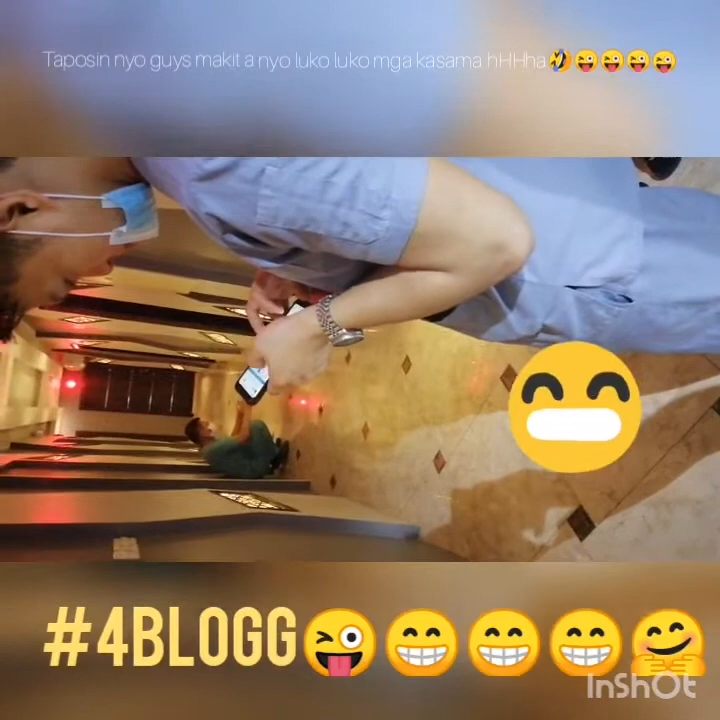 Taposin nyo guys makit a nyo luko luko mga kasama hHHha🤣😜😜😜😜
#4BLOGG😜😁😁😁🤗
InShOt